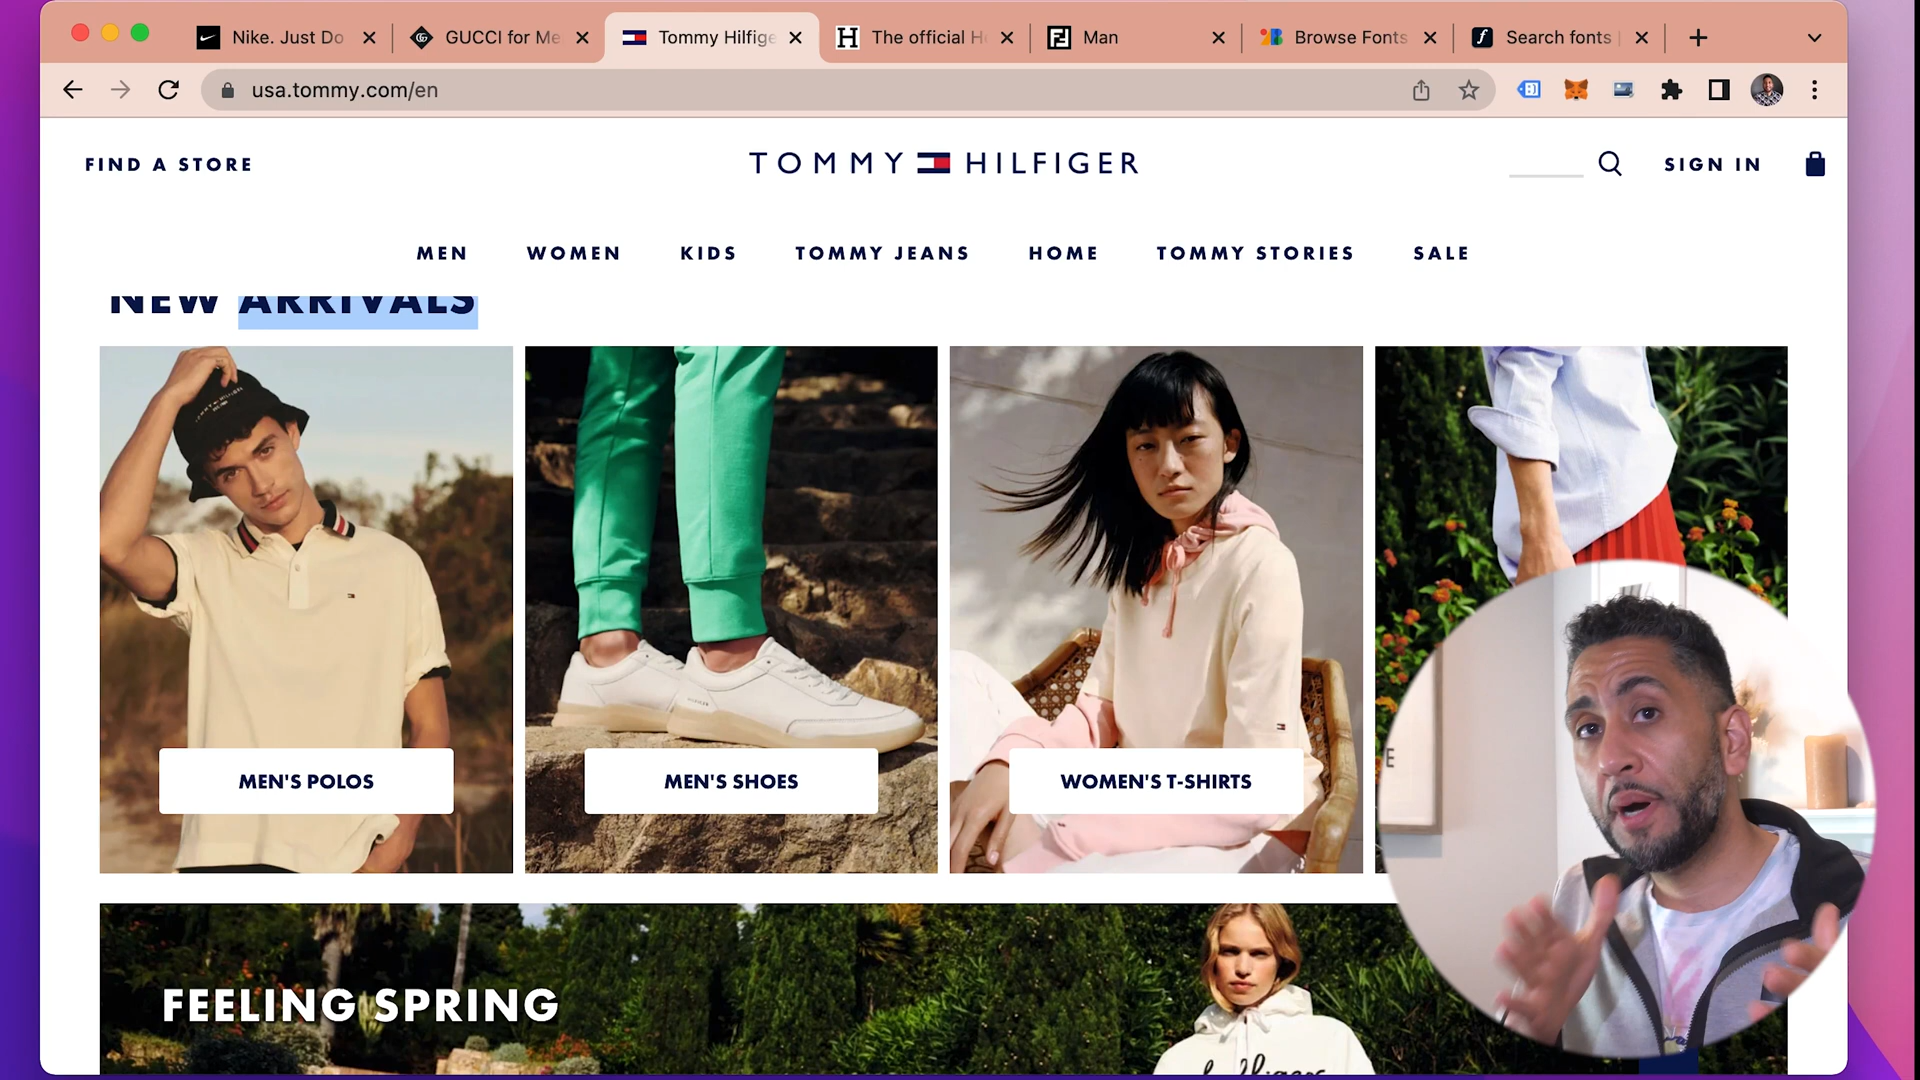 Nike. Just Do
GUCCI for Me
Tommy Hilfige
The official H
Man
Browse Fonts
Search fonts
usa.tommy.com/en
FIND A STORE
TOMMY HILFIGER
SIGN IN
MEN
WOMEN
KIDS
TOMMY JEANS
HOME
TOMMY STORIES
SALE
NEW ARRIVALS
MEN'S POLOS
MEN'S SHOES
WOMEN'S T-SHIRTS
FEELING SPRING